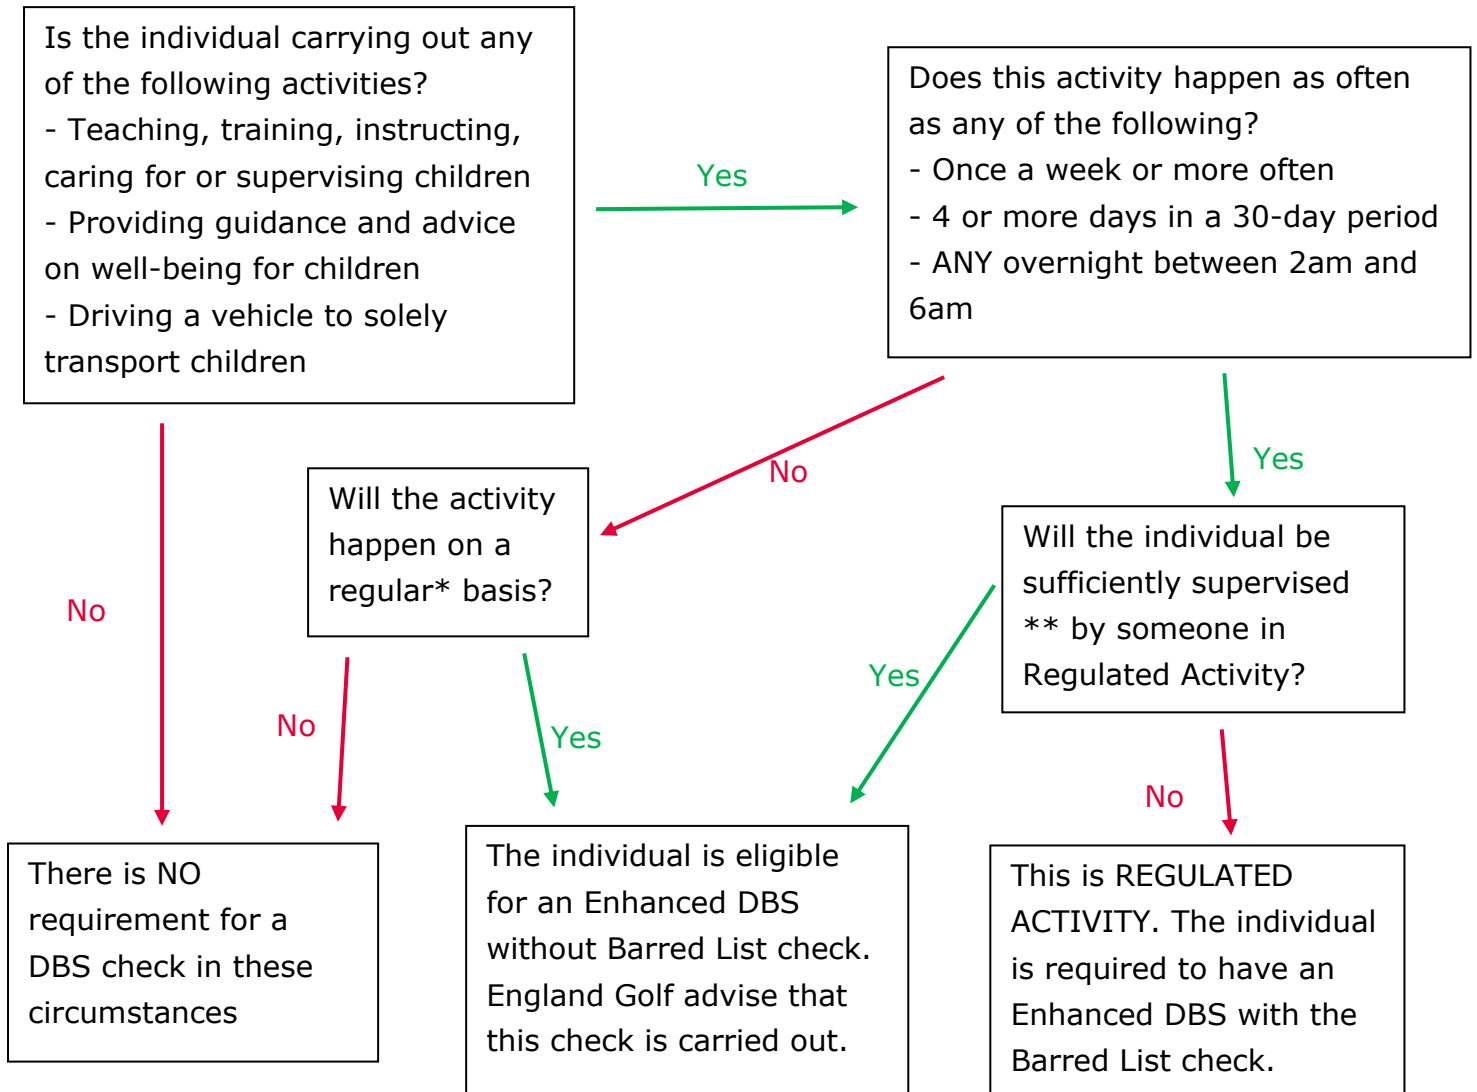 Is the individual carrying out any
of the following activities?
- Teaching, training, instructing,
caring for or supervising children
- Providing guidance and advice
on well-being for children
- Driving a vehicle to solely
transport children
Yes
Does this activity happen as often
as any of the following?
- Once a week or more often
- 4 or more days in a 30-day period
- ANY overnight between 2am and
6am
No
Will the activity
happen on a
regular* basis?
No
Yes
Will the individual be
sufficiently supervised
** by someone in
Regulated Activity?
No
Yes
Yes
No
There is NO
requirement for a
DBS check in these
circumstances
The individual is eligible
for an Enhanced DBS
without Barred List check.
England Golf advise that
this check is carried out.
This is REGULATED
ACTIVITY. The individual
is required to have an
Enhanced DBS with the
Barred List check.